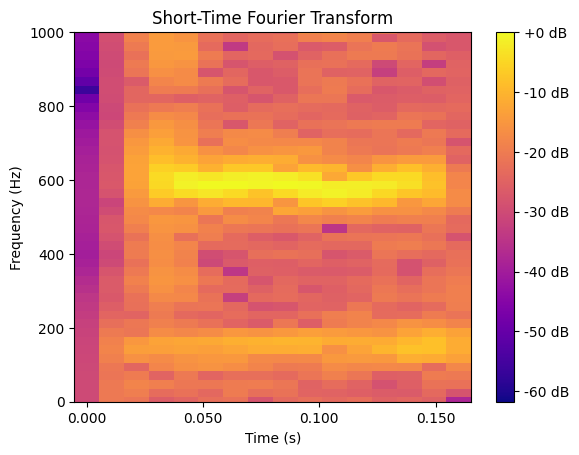 Short-Time Fourier Transform
1000
800
600
400
200
0
Frequency (Hz)
0.000
0.050
0.100
0.150
Time (s)
+0 dB
-10 dB
-20 dB
-30 dB
-40 dB
-50 dB
-60 dB